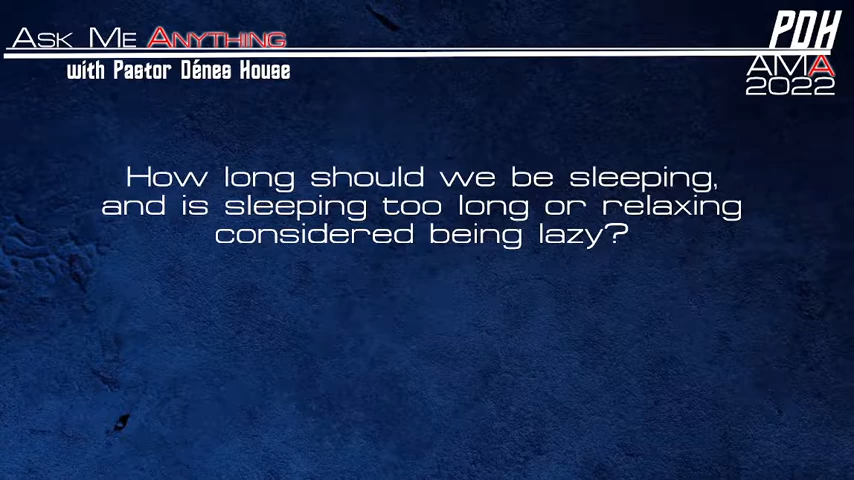 Ask Me Anything
with Pastor Dénes House
PDH
AMA
2022
How long should we be sleeping,
and is sleeping too long or relaxing
considered being lazy?